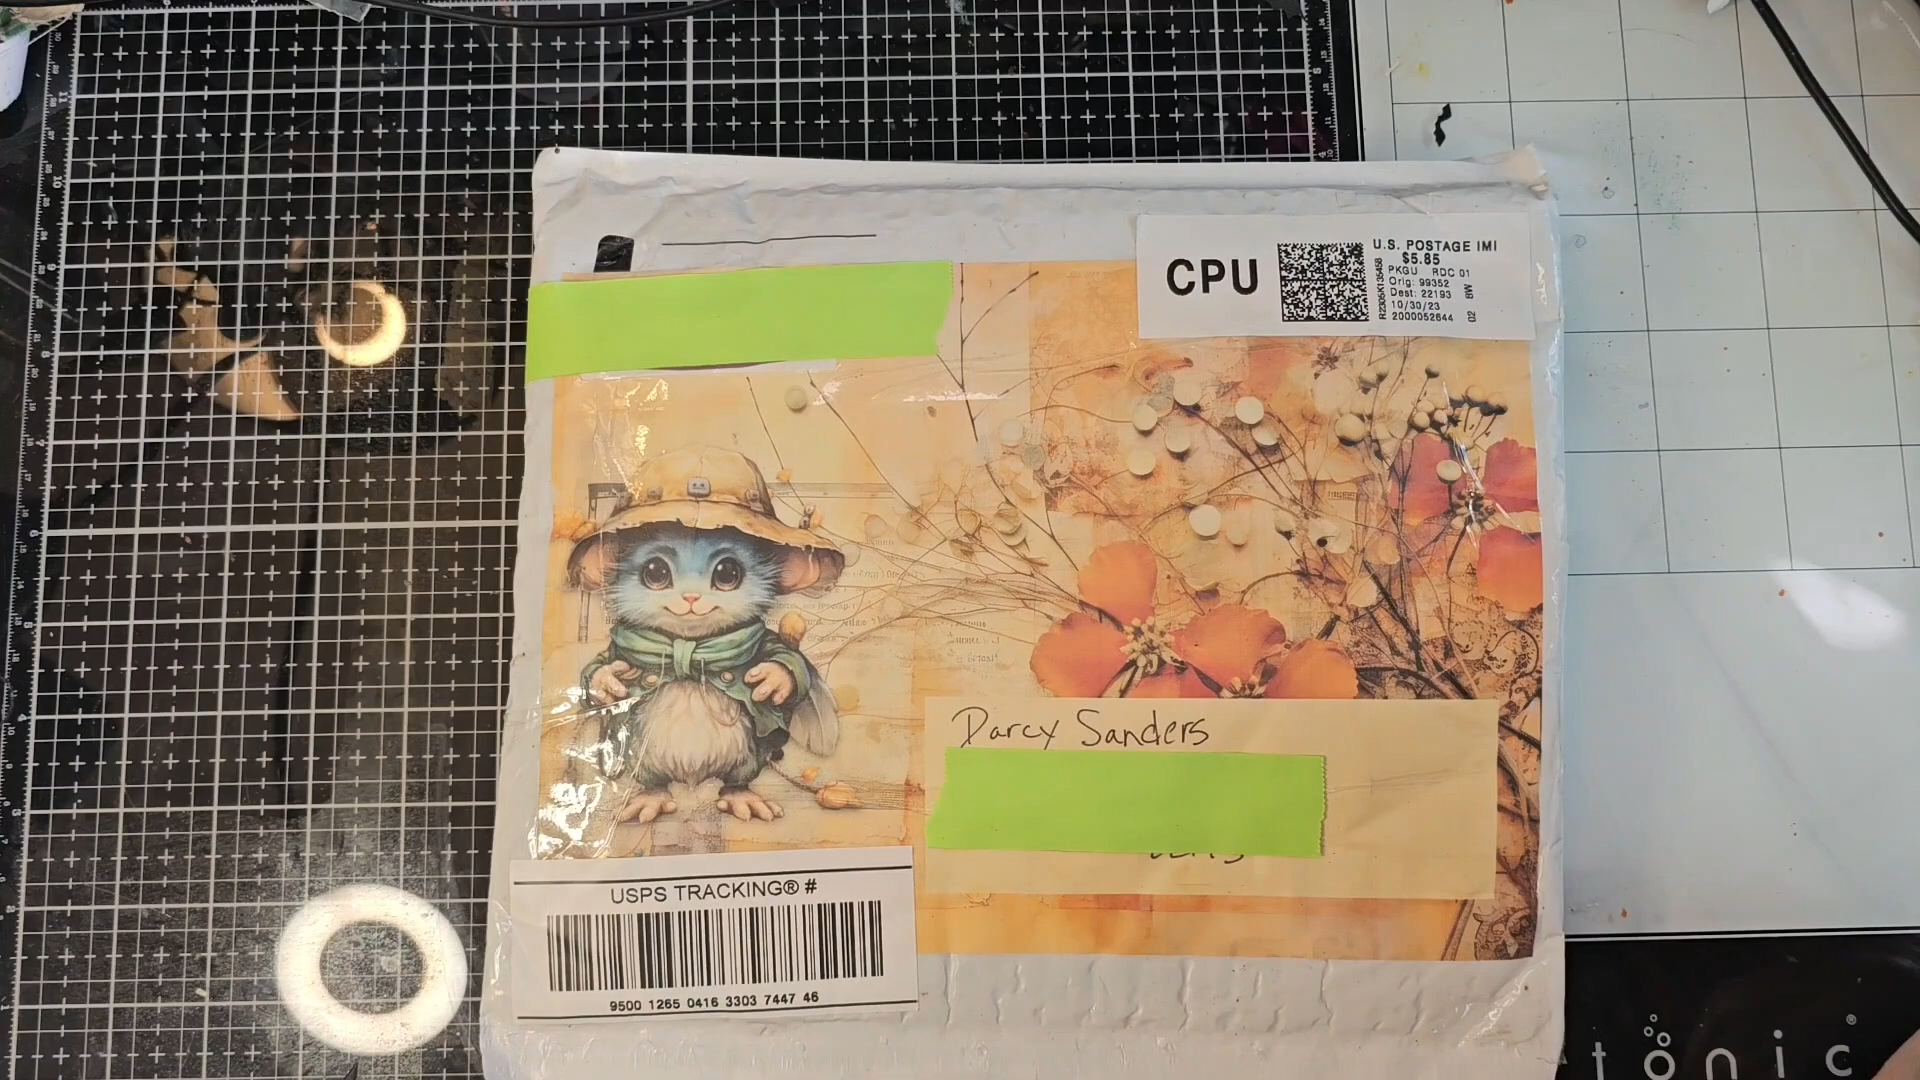 CPU
U.S. POSTAGE IMI
$5.85
PKGU RDC 01
Orig: 99352
Dest: 22193
10/30/23
2000052644
02 8W
R2305K135458
Darcy Sanders
USPS TRACKING® #
9500 1265 0416 3303 7447 46
tonic®